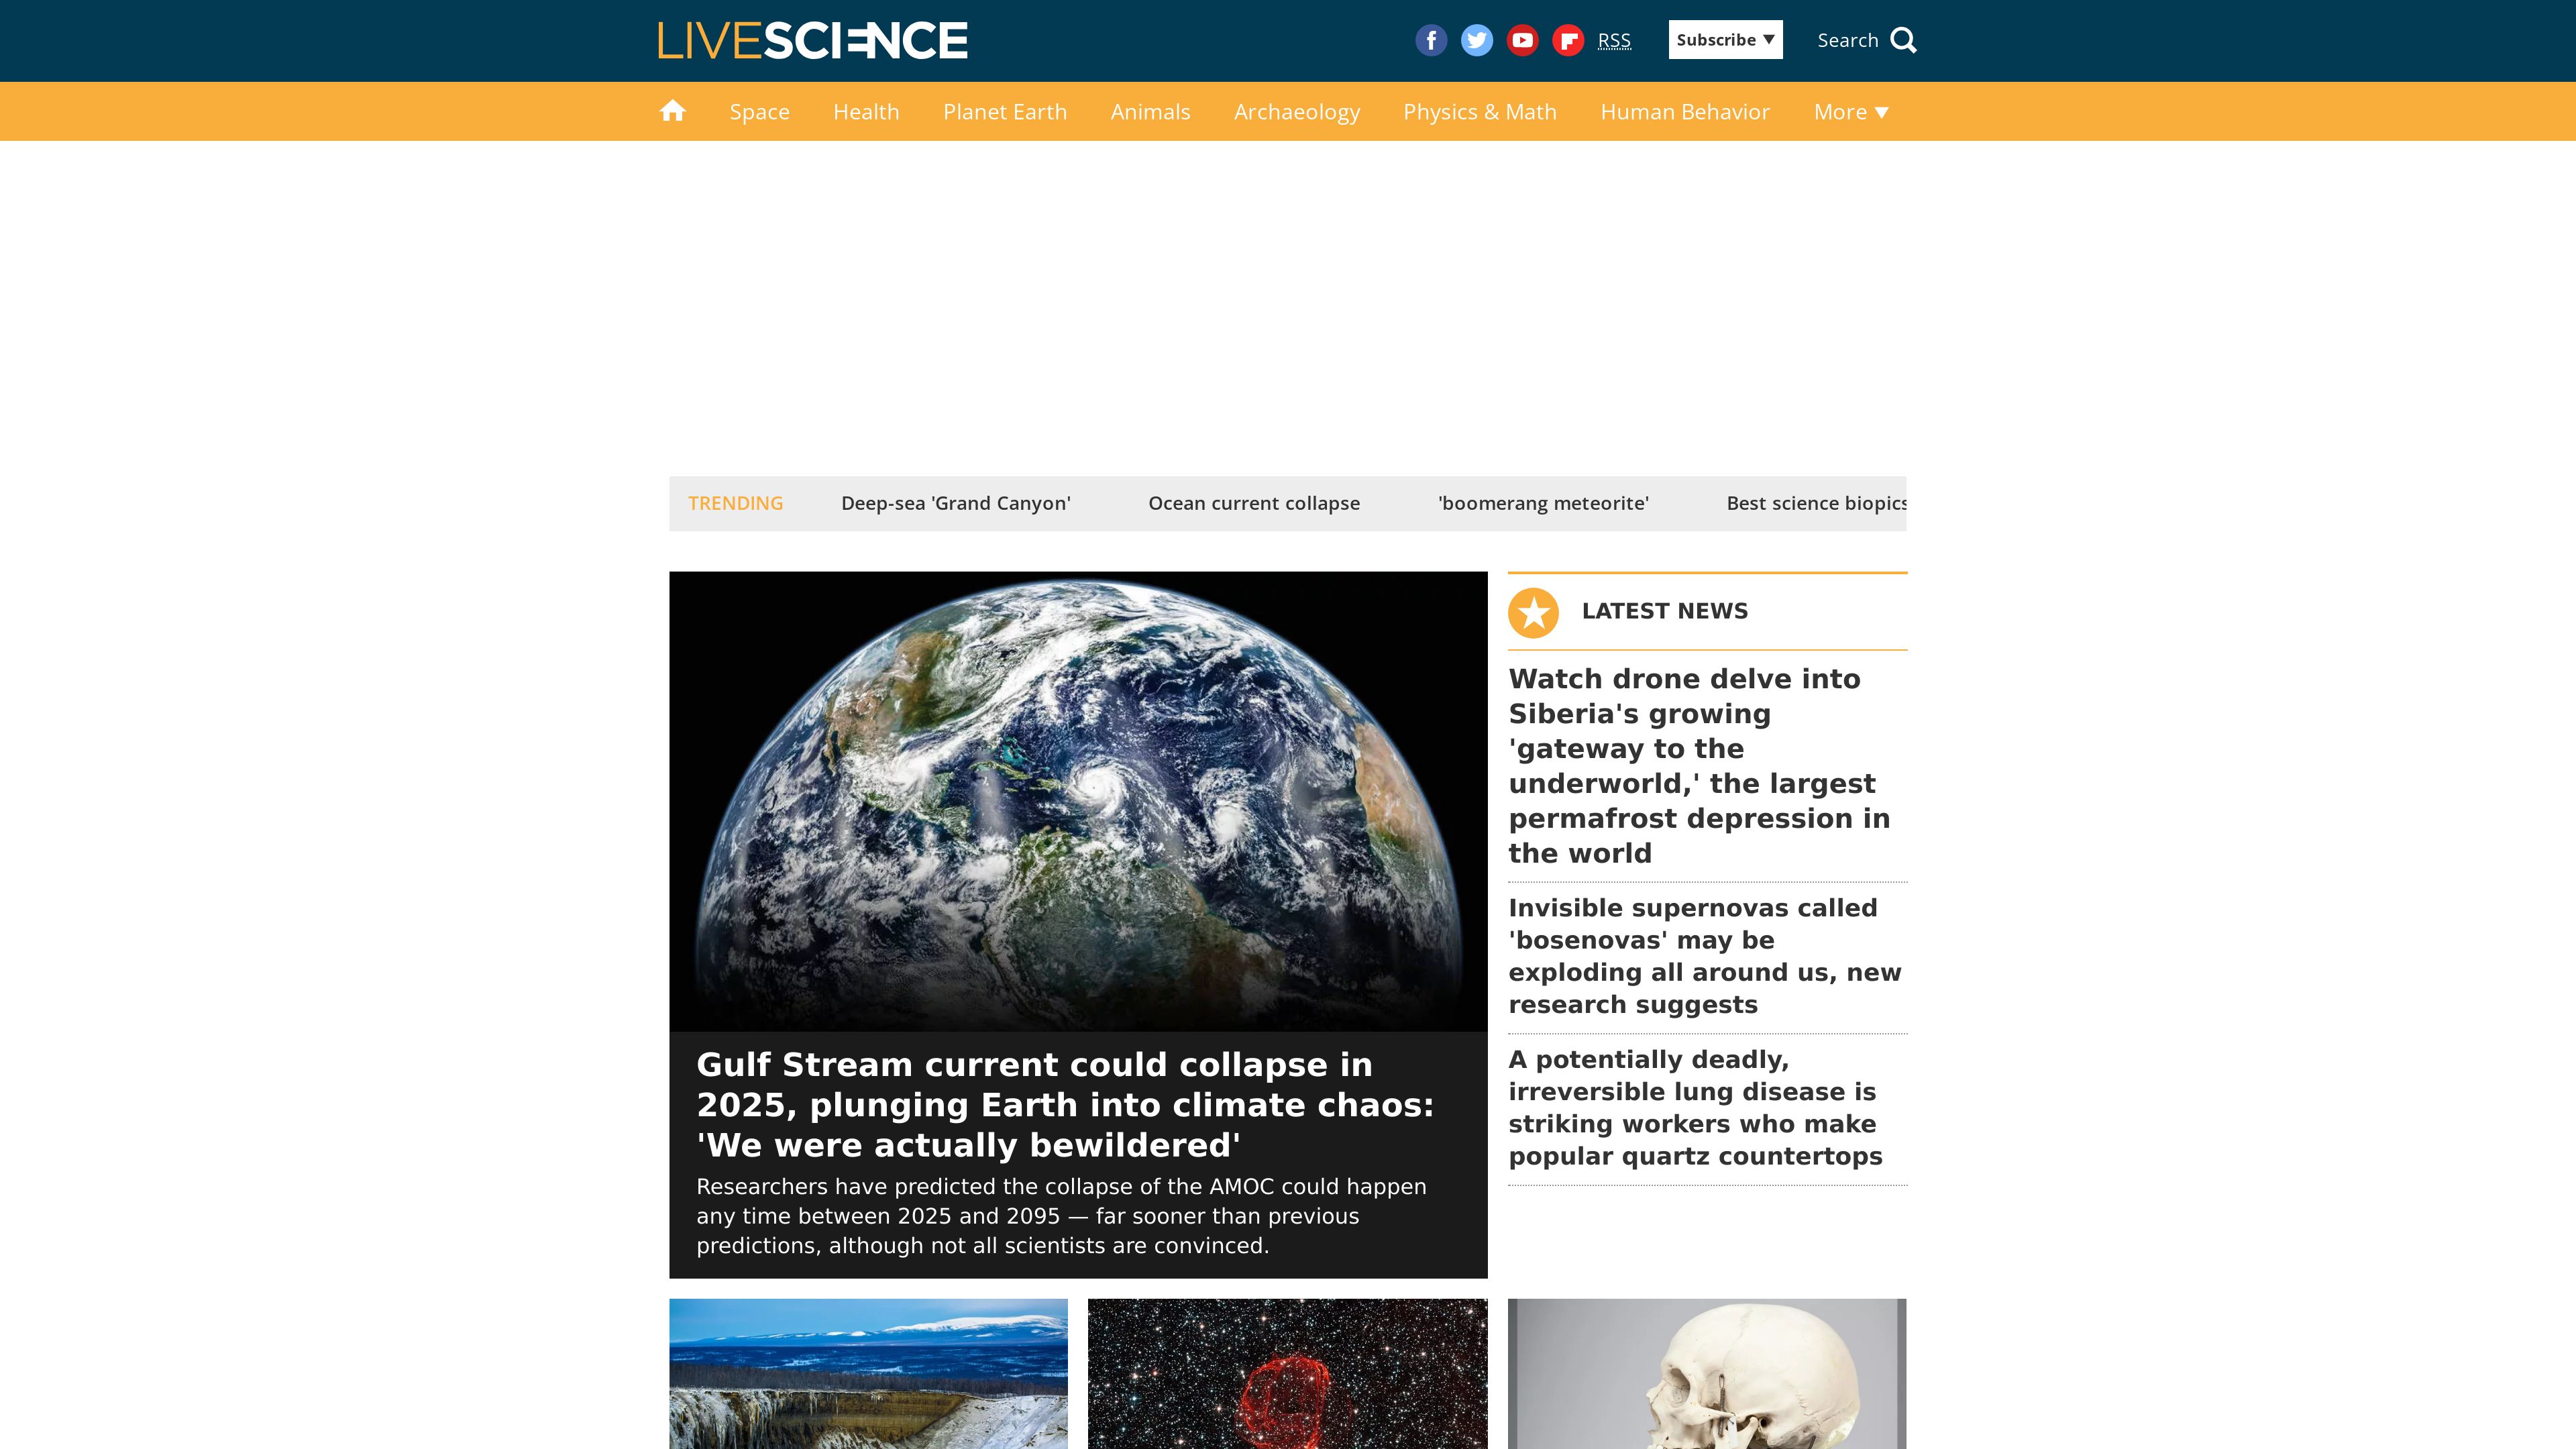 LIVESCIENCE
RSS
Subscribe ▼
Search
Space
Health
Planet Earth
Animals
Archaeology
Physics & Math
Human Behavior
More ▼
TRENDING
Deep-sea 'Grand Canyon'
Ocean current collapse
'boomerang meteorite'
Best science biopics
LATEST NEWS
Watch drone delve into
Siberia's growing
'gateway to the
underworld,' the largest
permafrost depression in
the world
Invisible supernovas called
'bosenovas' may be
exploding all around us, new
research suggests
A potentially deadly,
irreversible lung disease is
striking workers who make
popular quartz countertops
Gulf Stream current could collapse in
2025, plunging Earth into climate chaos:
'We were actually bewildered'
Researchers have predicted the collapse of the AMOC could happen
any time between 2025 and 2095 — far sooner than previous
predictions, although not all scientists are convinced.